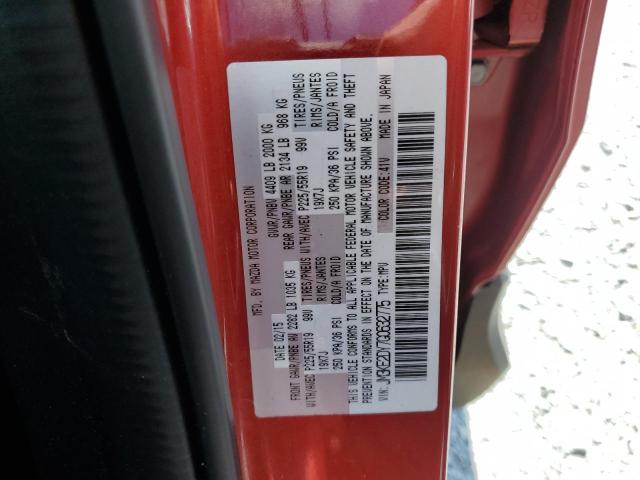 MFD. BY MAZDA MOTOR CORPORATION
DATE 02/15 GVWR/PNBV 4409 LB 2000 KG
FRONT GAWR/PNBE AV 2282 LB 1035 KG REAR GAWR/PNBE AR 2134 LB 968 KG
WITH/AVEC P225/55R19 99V TIRES/PNEUS WITH/AVEC P225/55R19 99V TIRES/PNEUS
19X7J RIMS/JANTES 19X7J RIMS/JANTES
250 KPA/36 PSI COLD/A FROID 250 KPA/36 PSI COLD/A FROID
THIS VEHICLE CONFORMS TO ALL APPLICABLE FEDERAL MOTOR VEHICLE SAFETY AND THEFT
PREVENTION STANDARDS IN EFFECT ON THE DATE OF MANUFACTURE SHOWN ABOVE.
VIN: JM3KE2DY7G0632775 TYPE:MPV COLOR CODE:41V MADE IN JAPAN